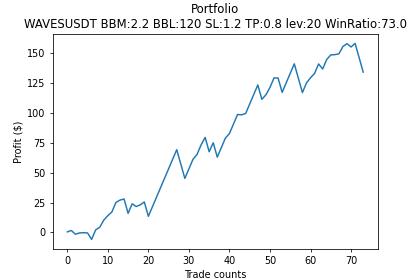 Portfolio
WAVESUSDT BBM:2.2 BBL:120 SL:1.2 TP:0.8 lev:20 WinRatio:73.0
150
125
100
75
50
25
0
Profit ($)
0 10 20 30 40 50 60 70
Trade counts